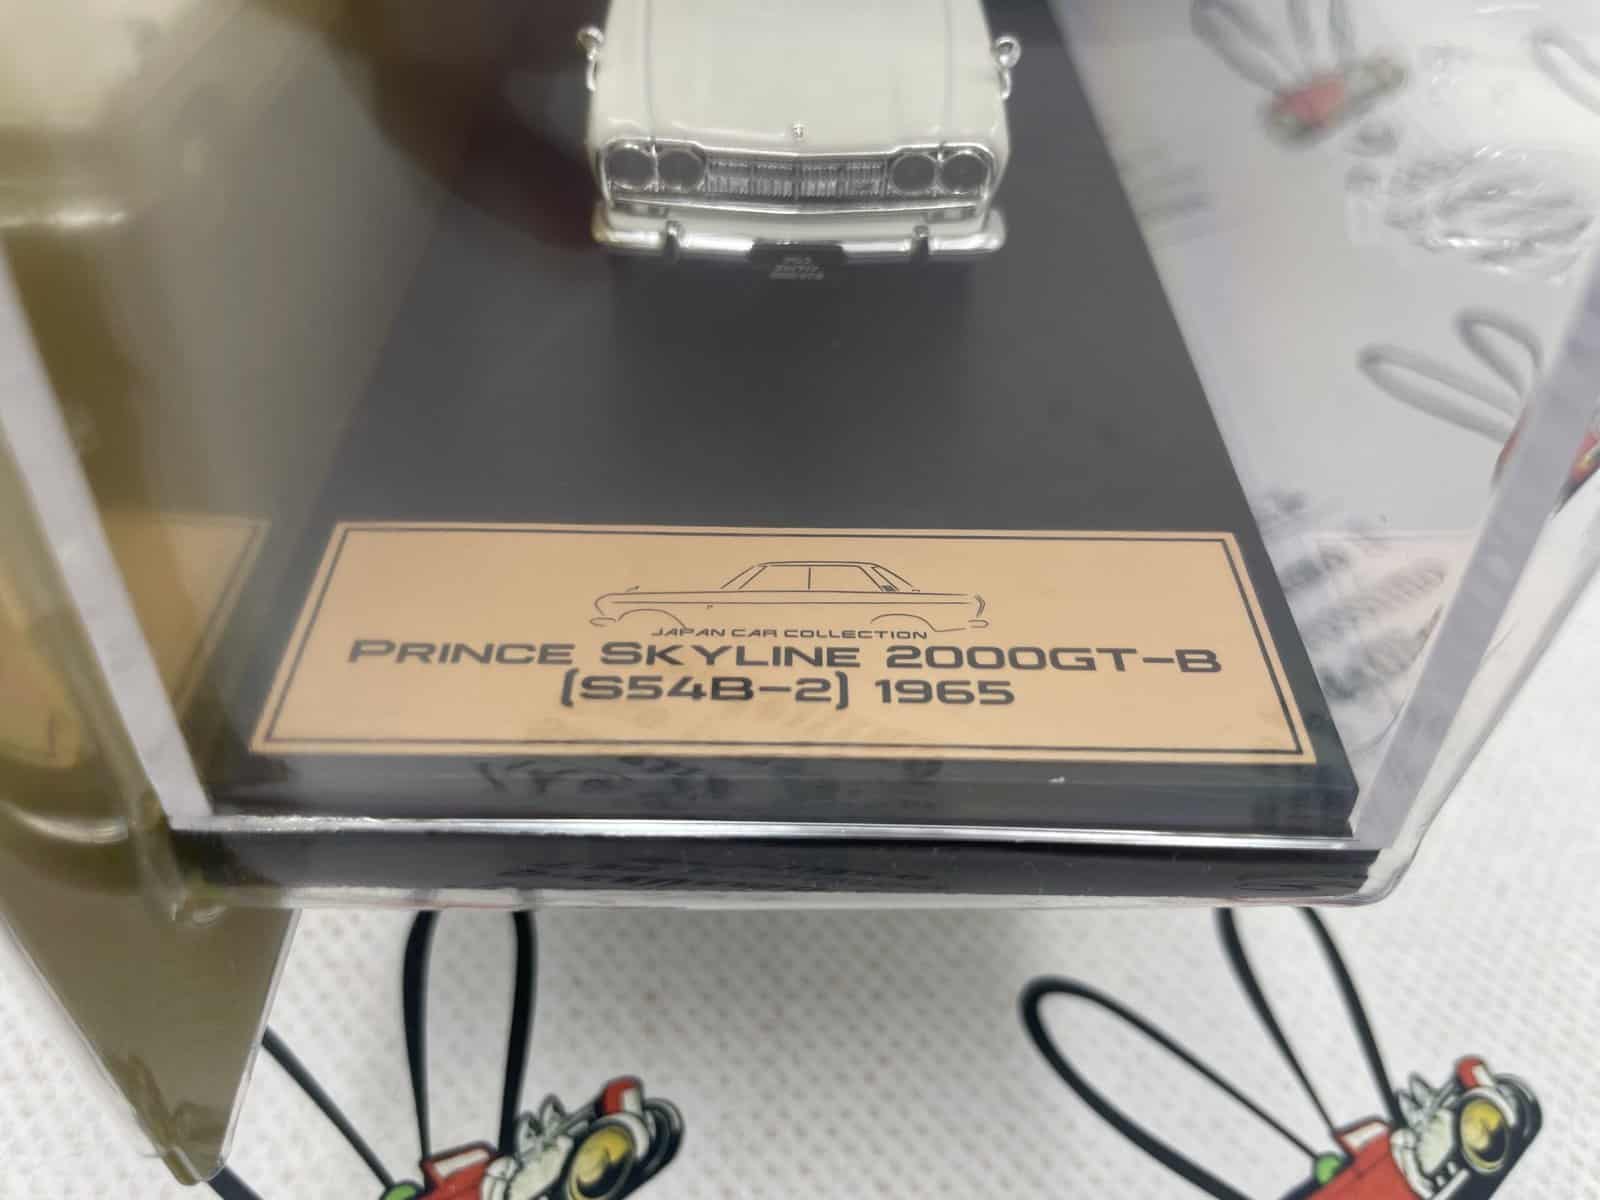 JAPAN CAR COLLECTION
PRINCE SKYLINE 2000GT-B
(S54B-2) 1965